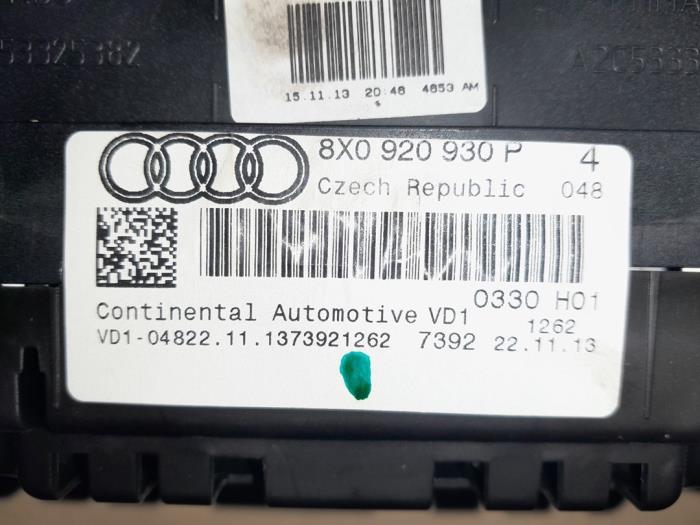 15.11.13 20:48 4853 AM
8X0 920 930 P 4
Czech Republic 048
Continental Automotive VD1 0330 H01
1262
VD1-04822.11.1373921262 7392 22.11.13